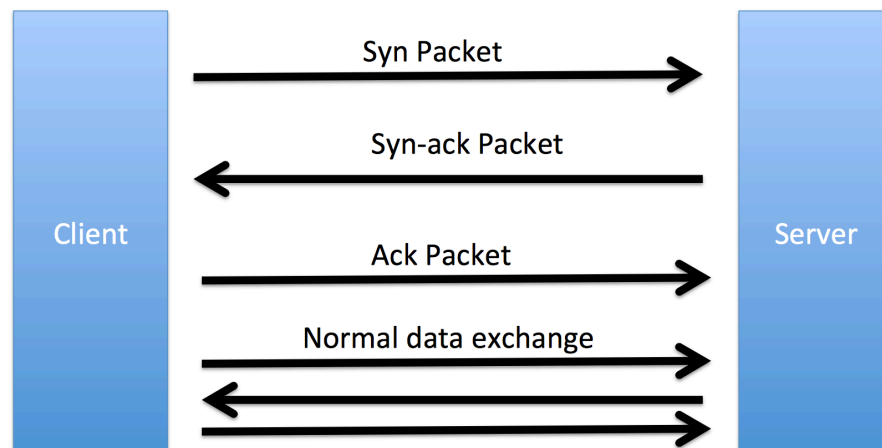 Syn Packet
Syn-ack Packet
Client
Server
Ack Packet
Normal data exchange